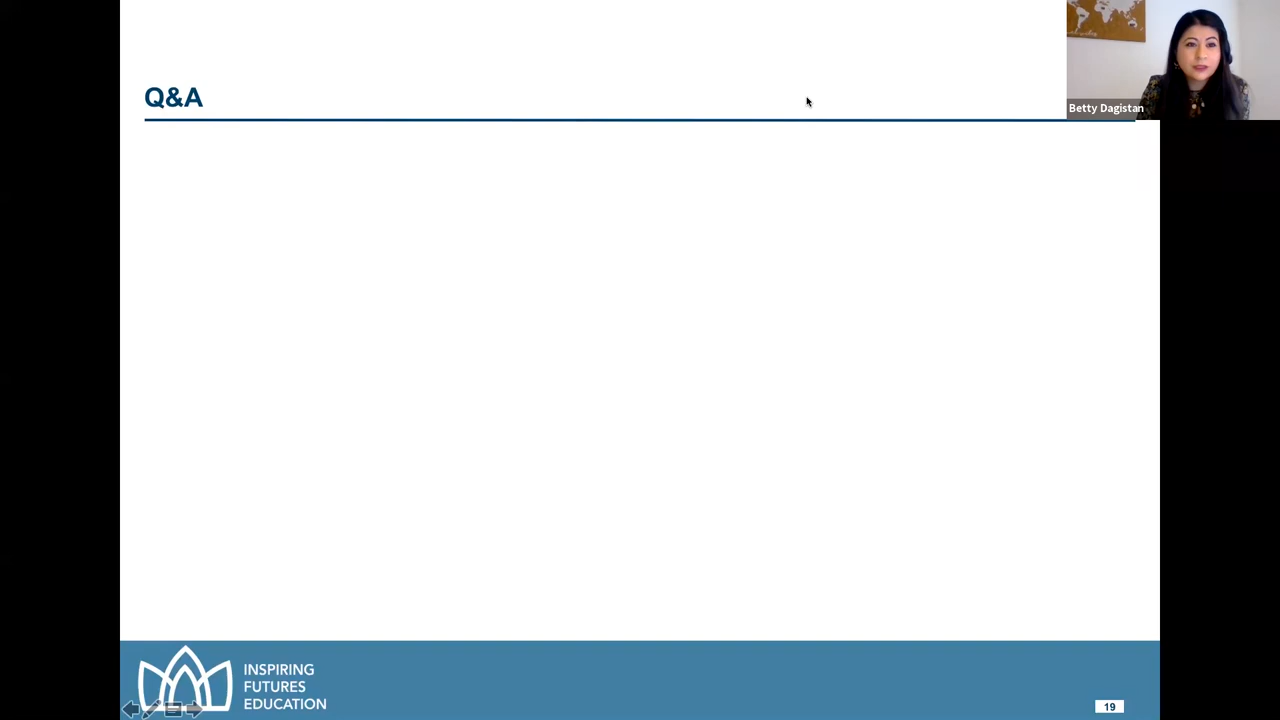 Q&A
Betty Dagistan
INSPIRING
FUTURES
EDUCATION
19